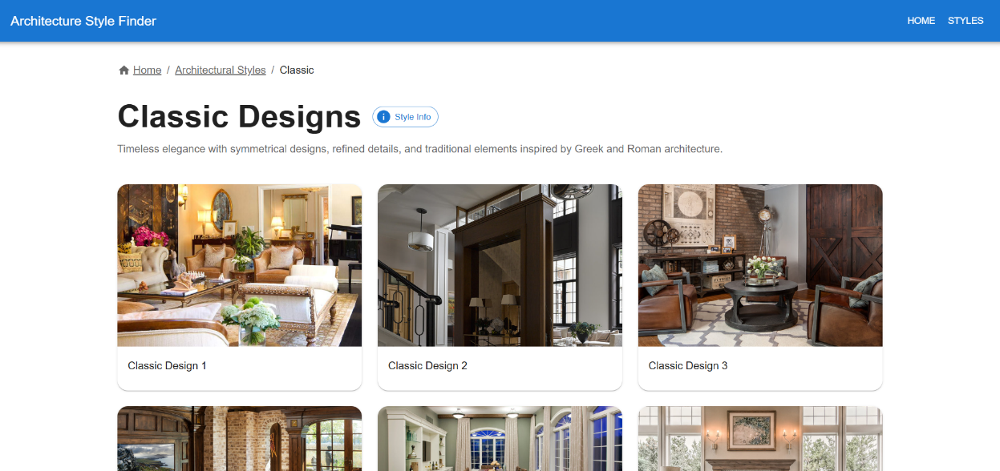 Architecture Style Finder
HOME STYLES
Home / Architectural Styles / Classic
Classic Designs
Style Info
Timeless elegance with symmetrical designs, refined details, and traditional elements inspired by Greek and Roman architecture.
Classic Design 1
Classic Design 2
Classic Design 3